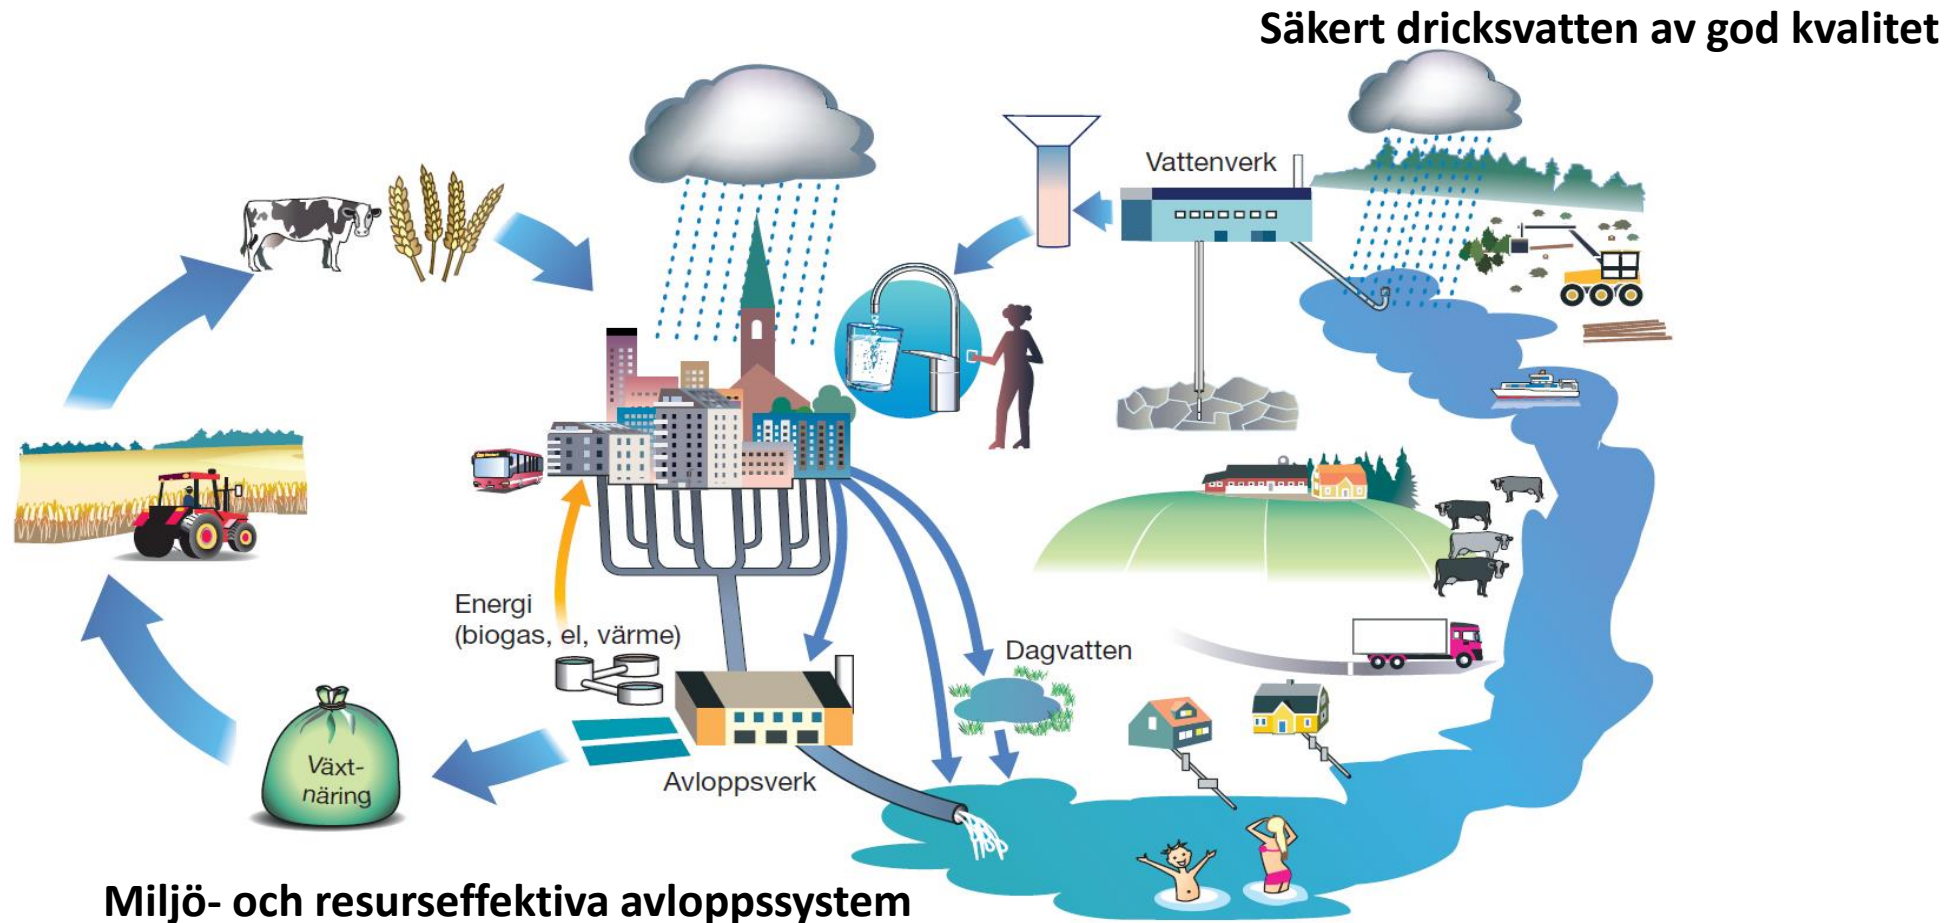 Säkert dricksvatten av god kvalitet
Vattenverk
Energi
(biogas, el, värme)
Dagvatten
Växt-
näring
Avloppsverk
Miljö- och resurseffektiva avloppssystem